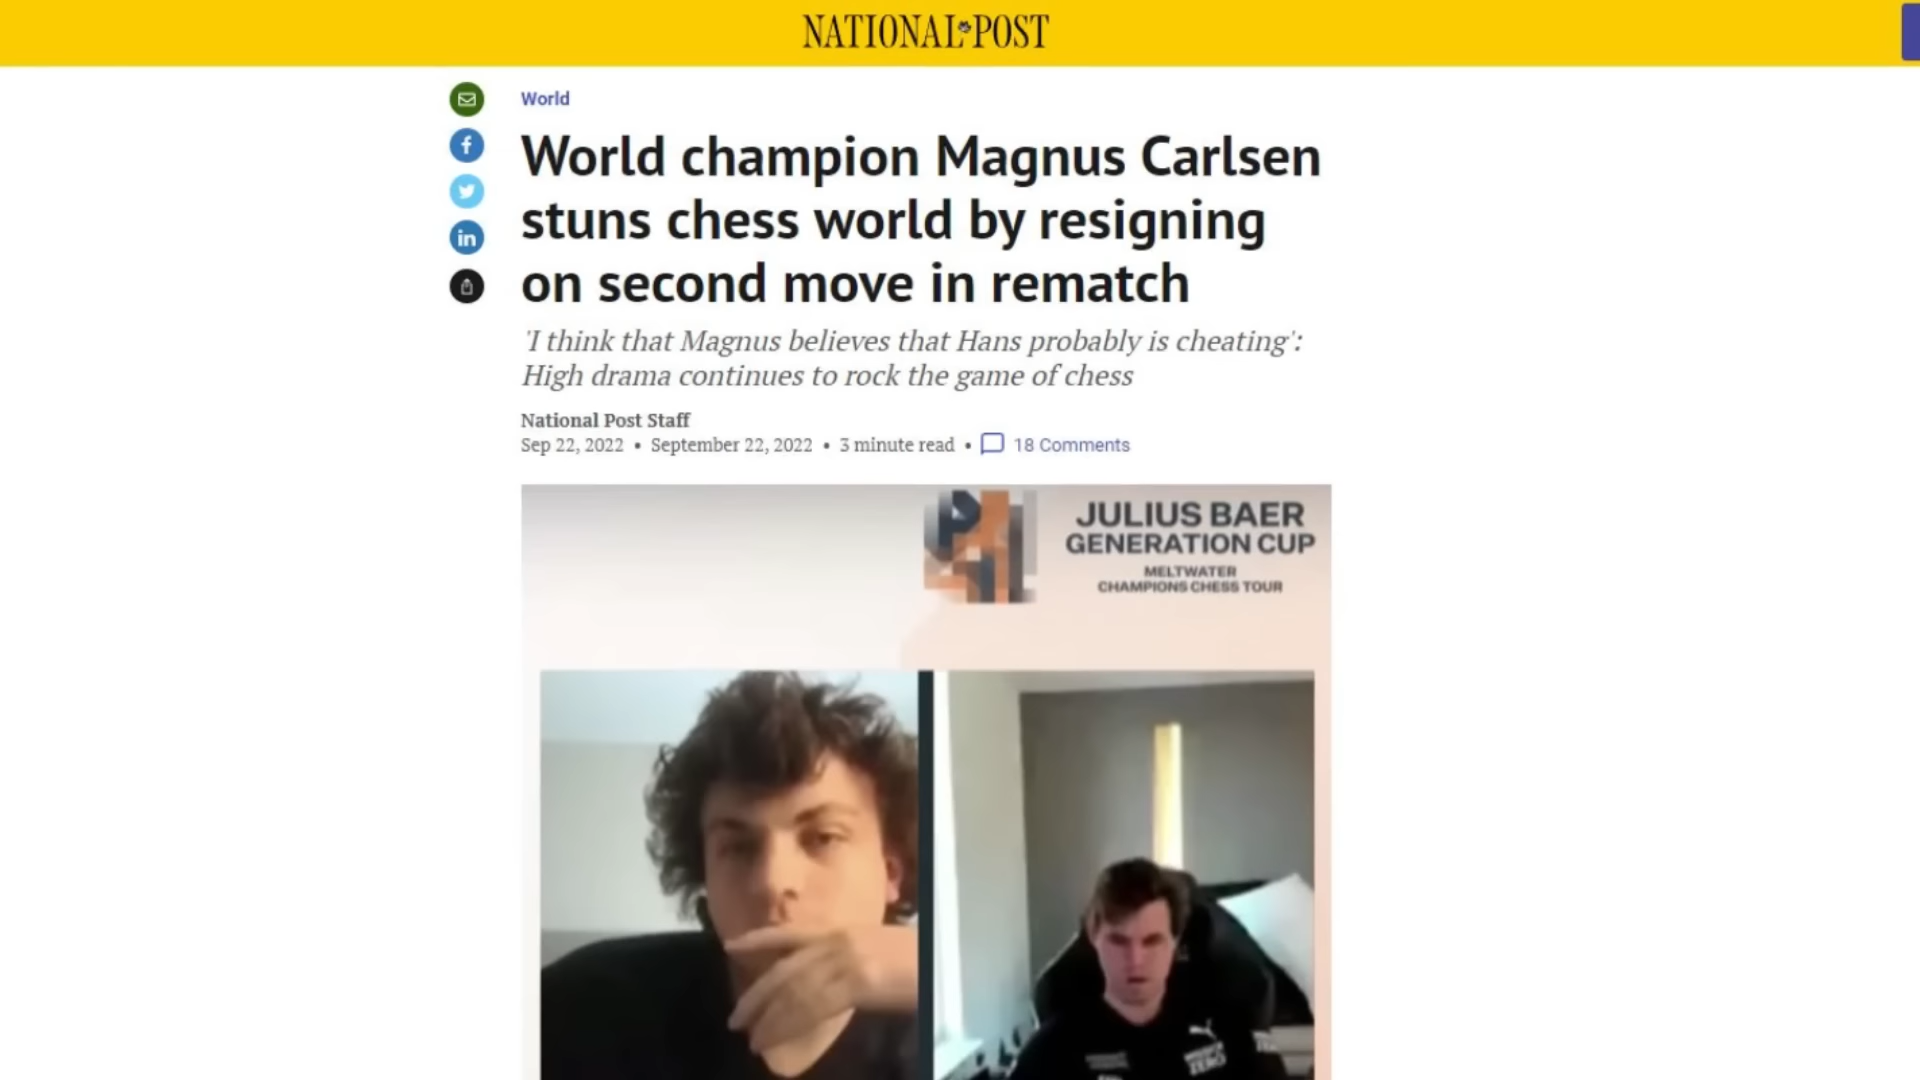 NATIONAL POST
World
World champion Magnus Carlsen
stuns chess world by resigning
on second move in rematch
'I think that Magnus believes that Hans probably is cheating':
High drama continues to rock the game of chess
National Post Staff
Sep 22, 2022 • September 22, 2022 • 3 minute read • 18 Comments
JULIUS BAER
GENERATION CUP
MELTWATER
CHAMPIONS CHESS TOUR